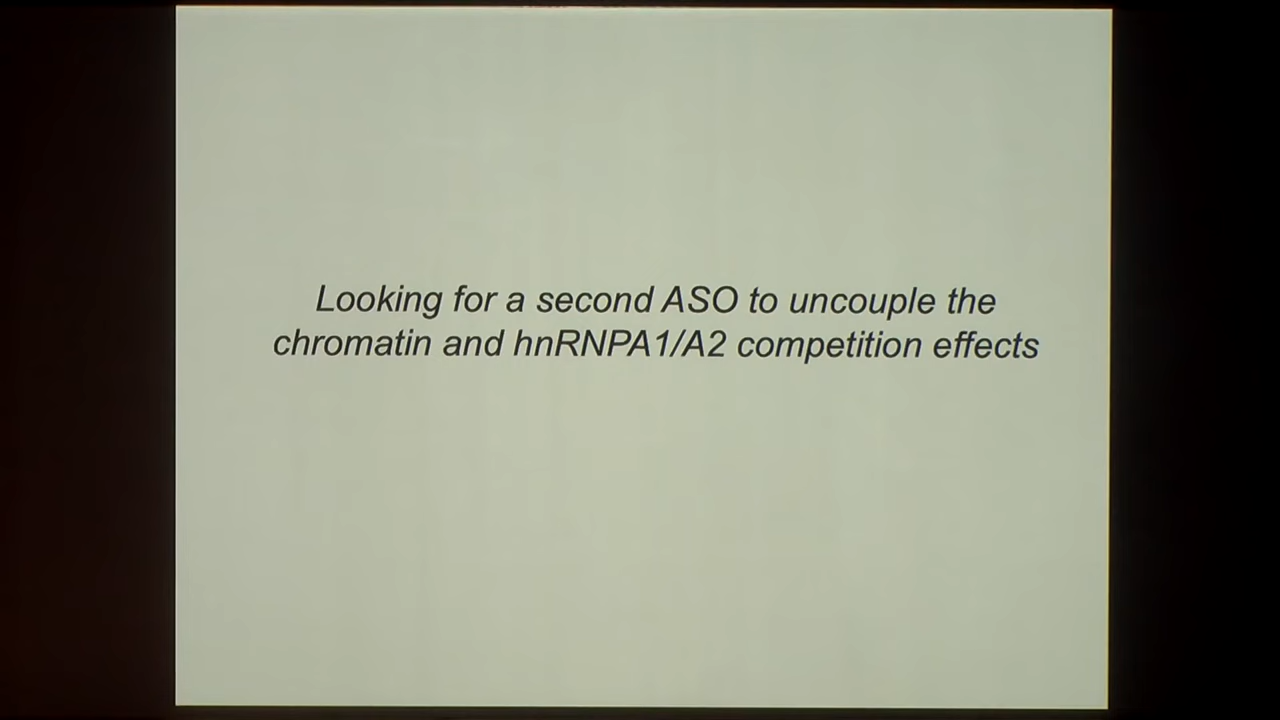 Looking for a second ASO to uncouple the
chromatin and hnRNPA1/A2 competition effects